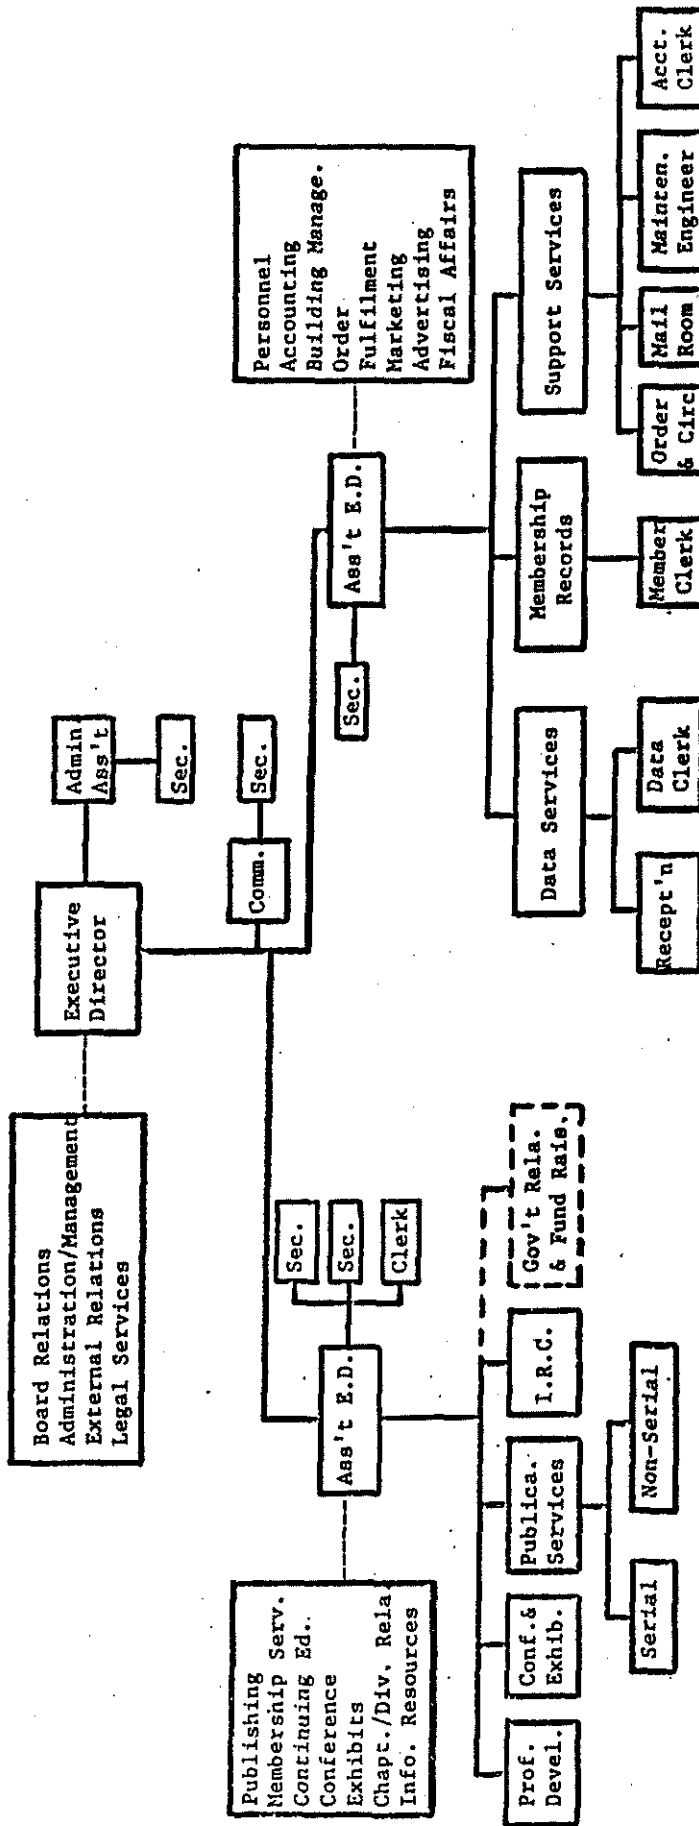 Board Relations
Administration/Management
External Relations
Legal Services
Executive
Director
Admin.
Ass't
Sec.
Comm.
Sec.
Publishing
Membership Serv.
Continuing Ed..
Conference
Exhibits
Chapt./Div. Rela.
Info. Resources
Ass't E.D.
Sec.
Sec.
Clerk
Sec.
Ass't E.D.
Personnel
Accounting
Building Manage.
Order
Fulfilment
Marketing
Advertising
Fiscal Affairs
Prof.
Devel.
Conf.&
Exhib.
Publica.
Services
I.R.C.
Gov't Rela.
& Fund Rais.
Serial
Non-Serial
Data Services
Membership
Records
Support Services
Recept'n
Data
Clerk
Member
Clerk
Order
& Circ
Mail
Room
Mainten.
Engineer
Acct.
Clerk